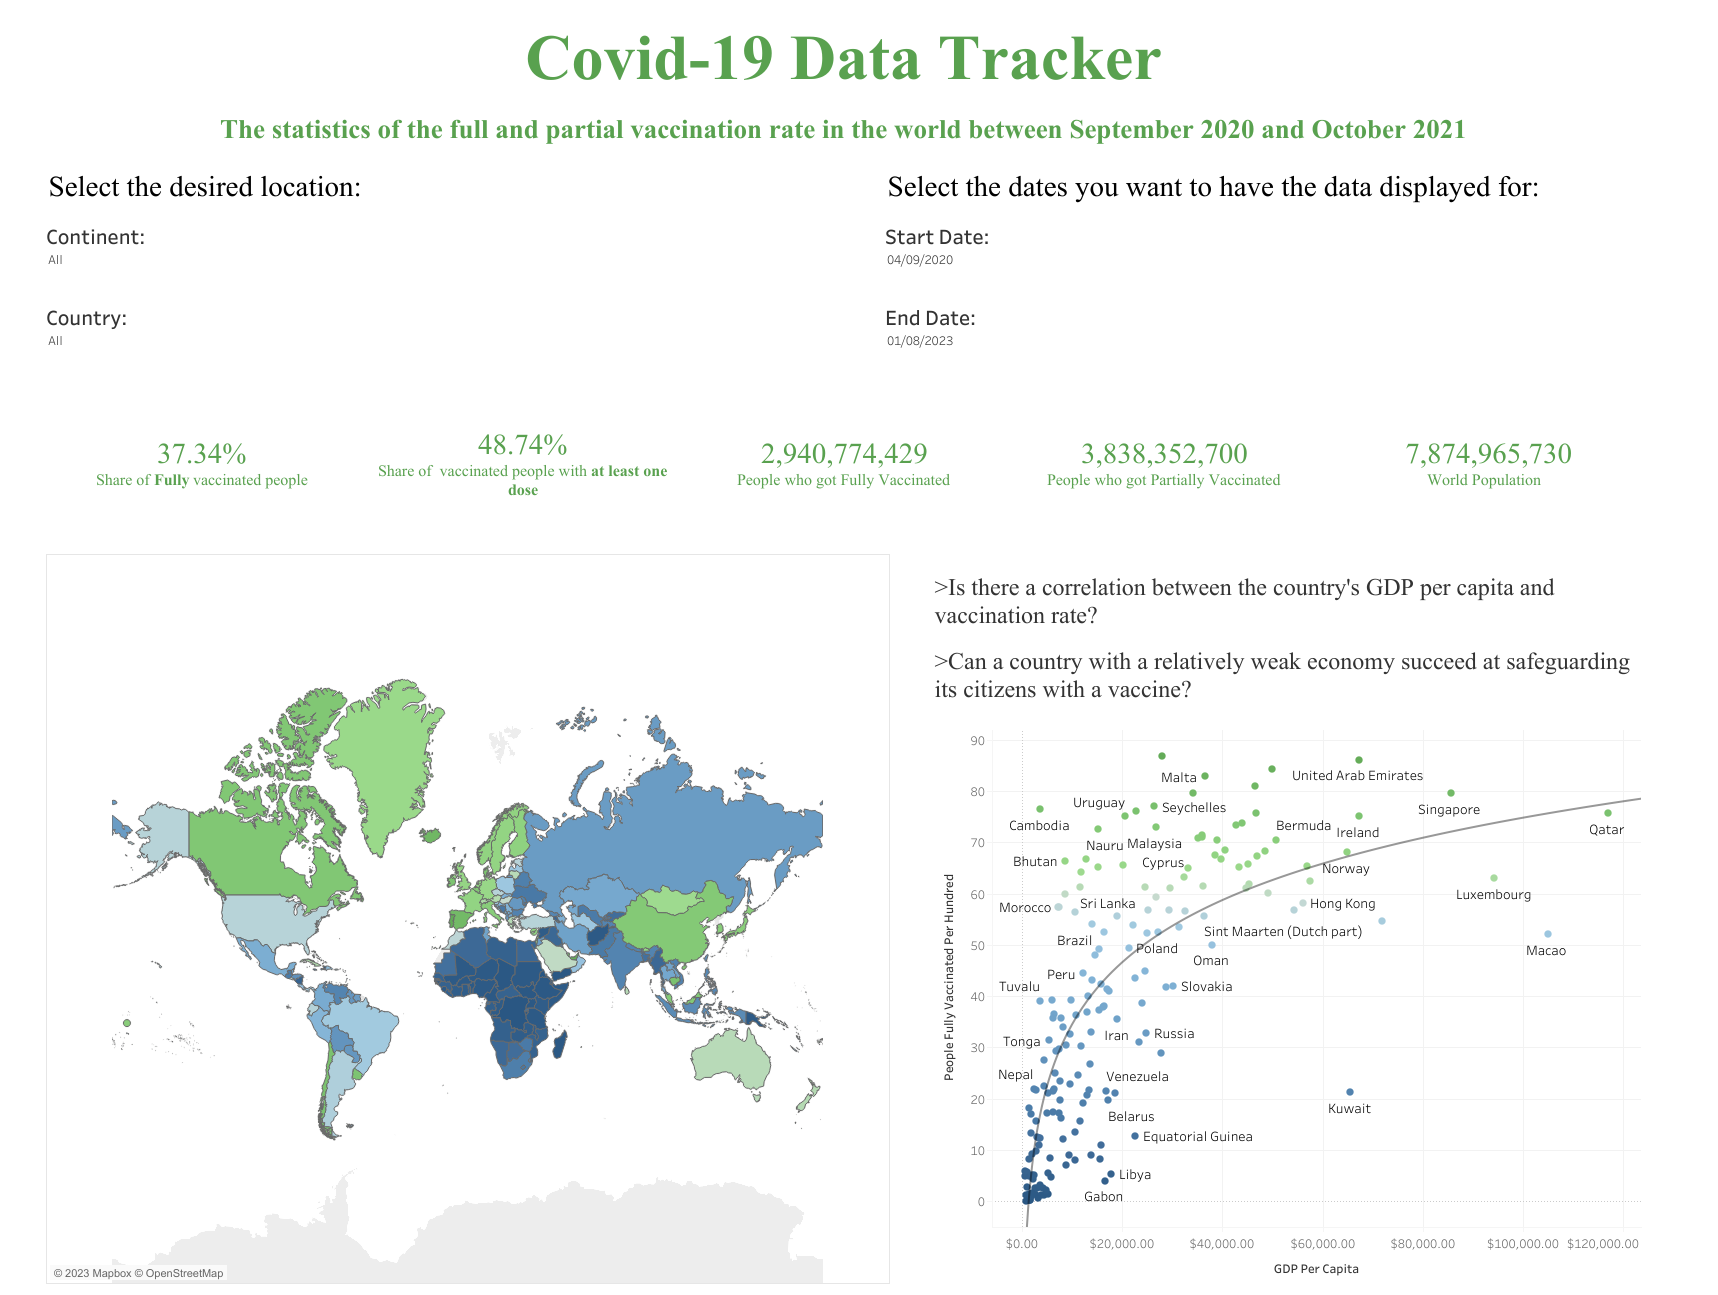 Covid-19 Data Tracker
The statistics of the full and partial vaccination rate in the world between September 2020 and October 2021
Select the desired location:
Select the dates you want to have the data displayed for:
Continent:
All
Start Date:
04/09/2020
Country:
All
End Date:
01/08/2023
37.34%
Share of Fully vaccinated people
48.74%
Share of vaccinated people with at least one
dose
2,940,774,429
People who got Fully Vaccinated
3,838,352,700
People who got Partially Vaccinated
7,874,965,730
World Population
© 2023 Mapbox © OpenStreetMap
>Is there a correlation between the country's GDP per capita and
vaccination rate?
>Can a country with a relatively weak economy succeed at safeguarding
its citizens with a vaccine?
People Fully Vaccinated Per Hundred
90
80
70
60
50
40
30
20
10
0
Malta
United Arab Emirates
Uruguay
Seychelles
Singapore
Cambodia
Bermuda
Ireland
Qatar
Nauru
Malaysia
Bhutan
Cyprus
Norway
Luxembourg
Morocco
Sri Lanka
Hong Kong
Sint Maarten (Dutch part)
Brazil
Poland
Macao
Oman
Peru
Tuvalu
Slovakia
Tonga
Iran
Russia
Nepal
Venezuela
Kuwait
Belarus
Equatorial Guinea
Libya
Gabon
$0.00
$20,000.00
$40,000.00
$60,000.00
$80,000.00
$100,000.00
$120,000.00
GDP Per Capita